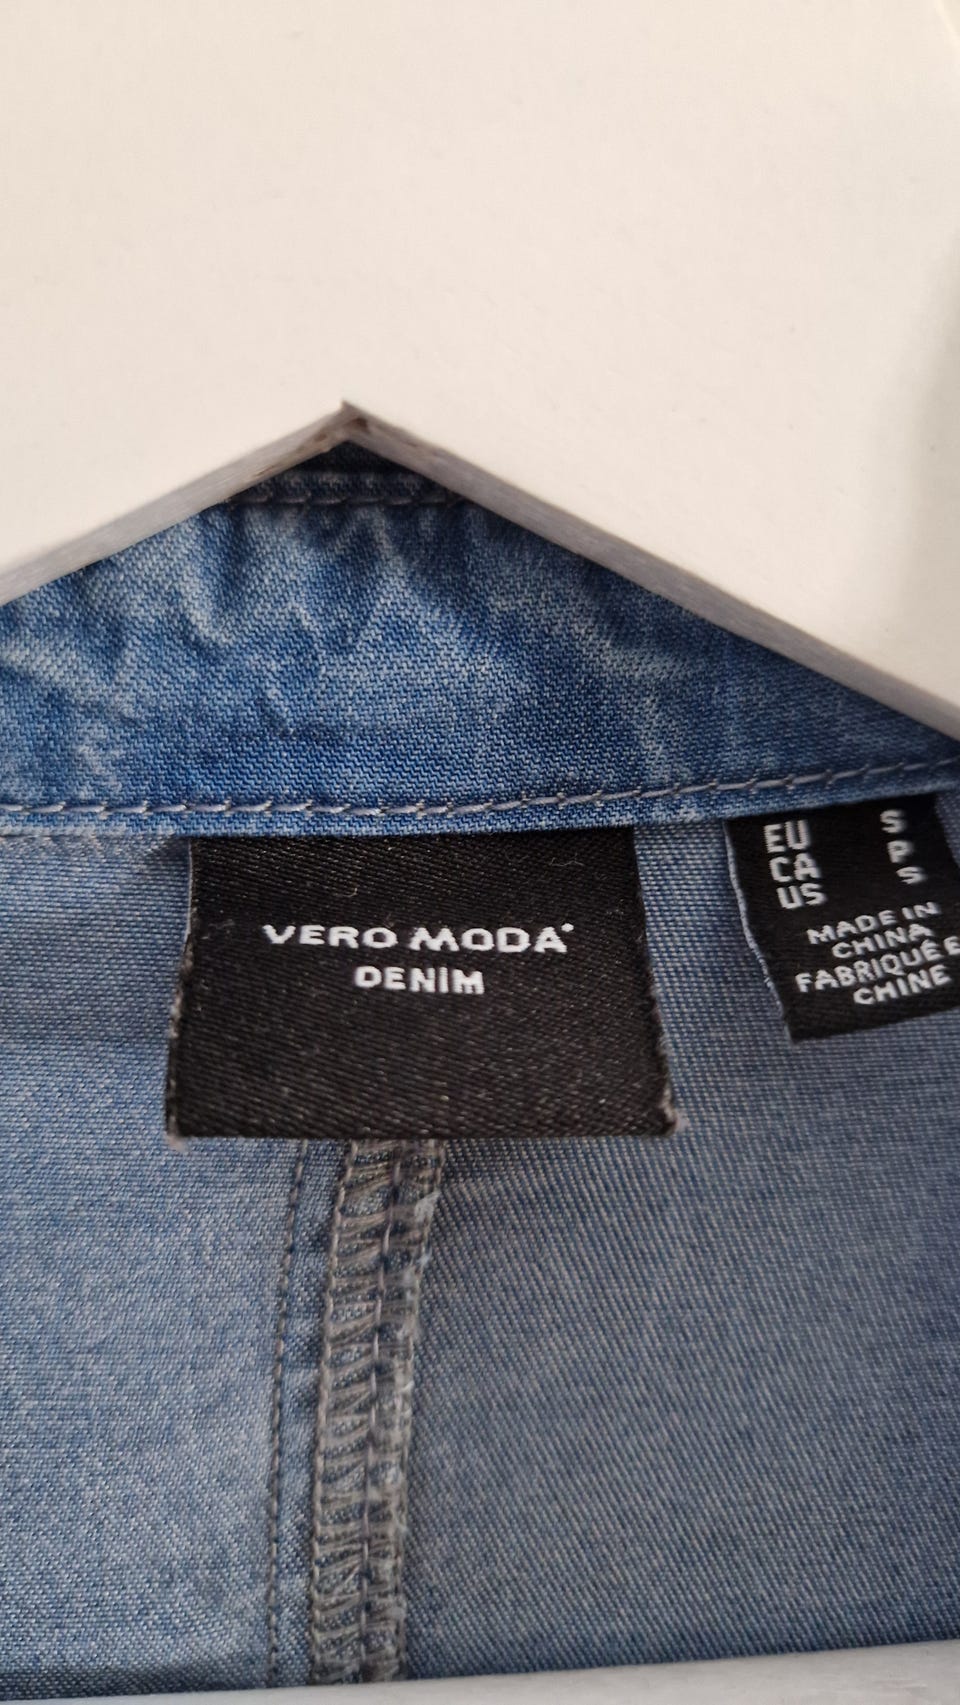 VERO MODA
DENIM
EU S
CA P
US S
MADE IN
CHINA
FABRIQUÉ E
CHINE